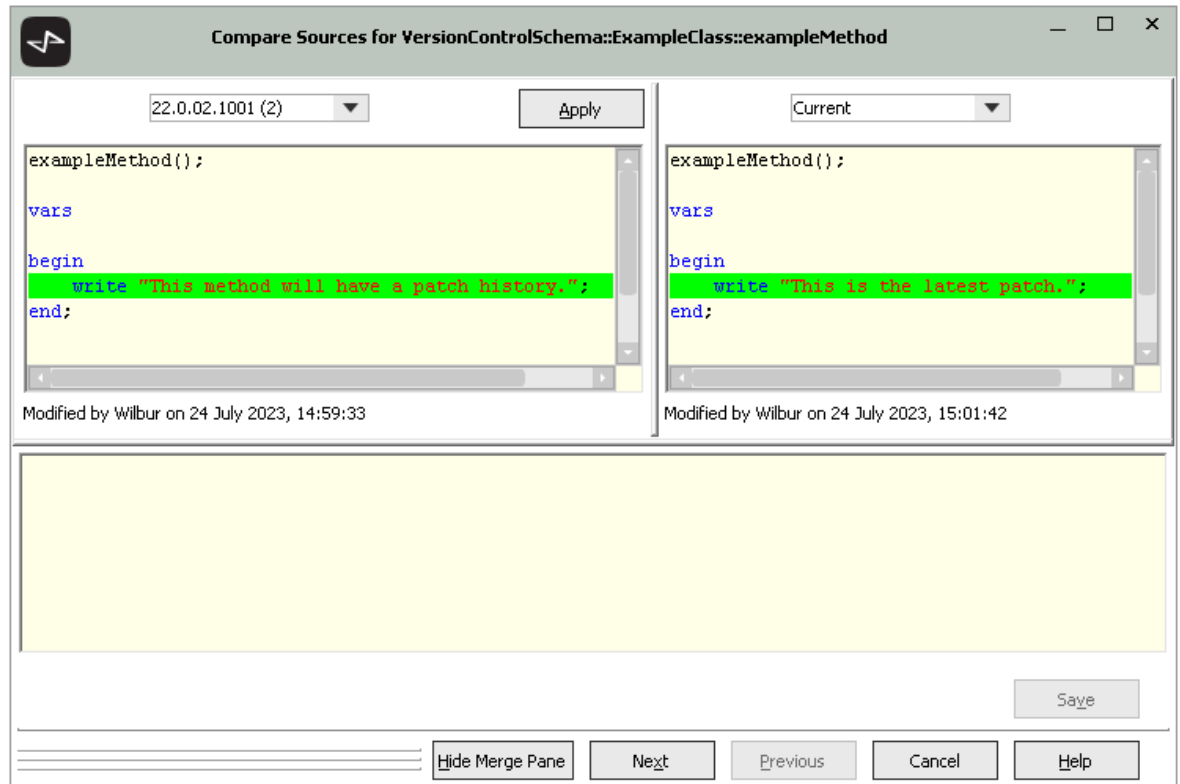 Compare Sources for VersionControlSchema::ExampleClass::exampleMethod
22.0.02.1001 (2)
Apply
Current
exampleMethod();
vars
begin
write "This method will have a patch history.";
end;
Modified by Wilbur on 24 July 2023, 14:59:33
exampleMethod();
vars
begin
write "This is the latest patch.";
end;
Modified by Wilbur on 24 July 2023, 15:01:42
Save
Hide Merge Pane
Next
Previous
Cancel
Help